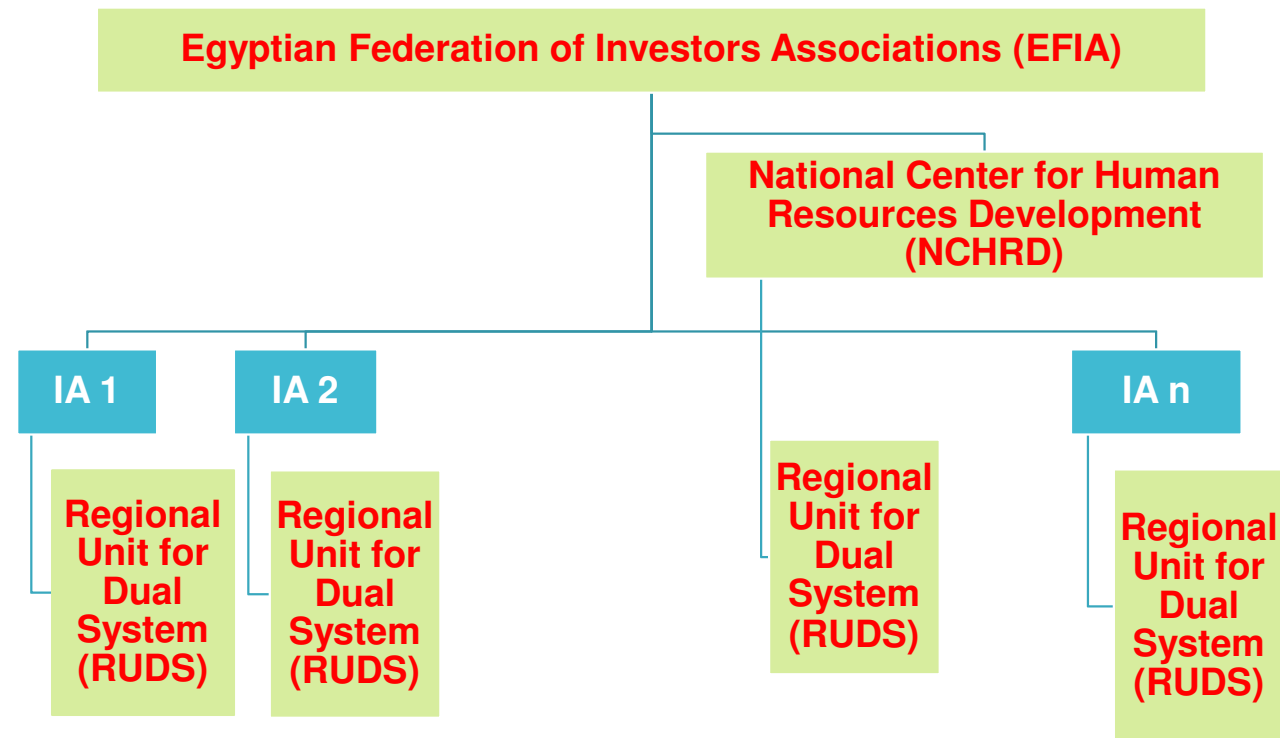 Egyptian Federation of Investors Associations (EFIA)
National Center for Human
Resources Development
(NCHRD)
IA 1
IA 2
IA n
Regional
Unit for
Dual
System
(RUDS)
Regional
Unit for
Dual
System
(RUDS)
Regional
Unit for
Dual
System
(RUDS)
Regional
Unit for
Dual
System
(RUDS)